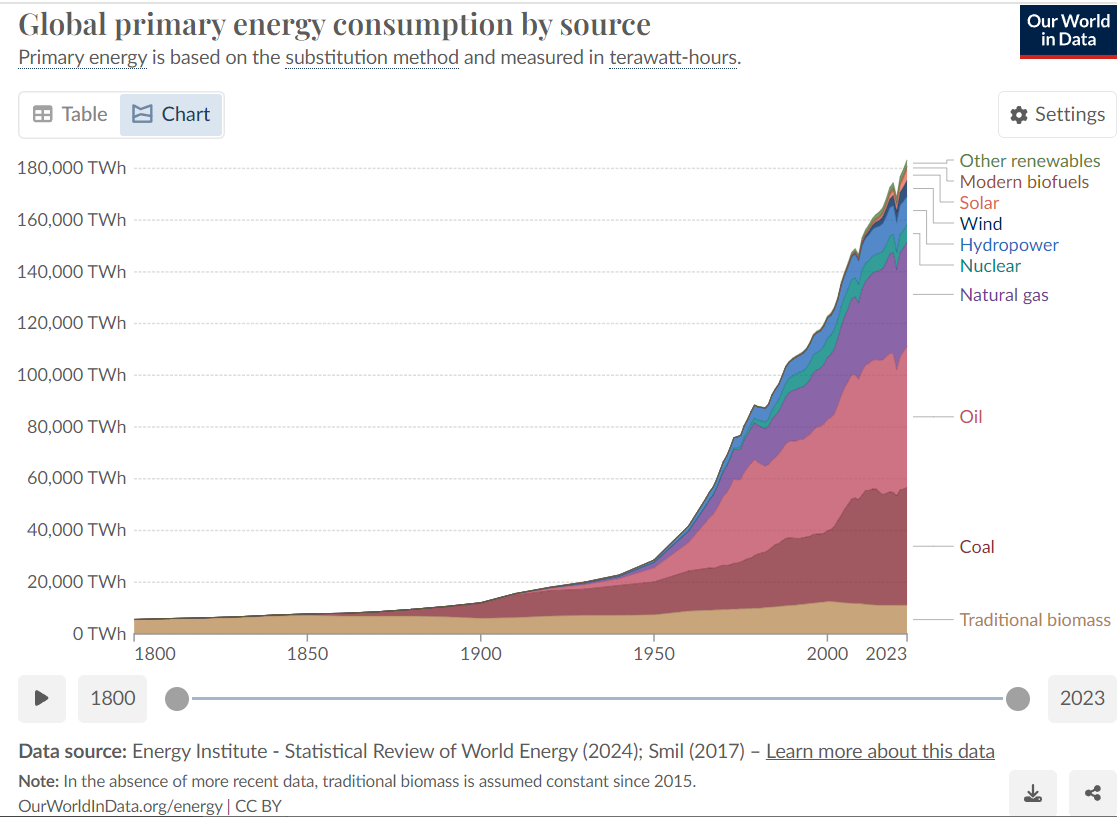 Global primary energy consumption by source
Our World
in Data
Primary energy is based on the substitution method and measured in terawatt-hours.
Table
Chart
Settings
180,000 TWh
160,000 TWh
140,000 TWh
120,000 TWh
100,000 TWh
80,000 TWh
60,000 TWh
40,000 TWh
20,000 TWh
0 TWh
Other renewables
Modern biofuels
Solar
Wind
Hydropower
Nuclear
Natural gas
Oil
Coal
Traditional biomass
1800 1850 1900 1950 2000 2023
1800
2023
Data source: Energy Institute - Statistical Review of World Energy (2024); Smil (2017) – Learn more about this data
Note: In the absence of more recent data, traditional biomass is assumed constant since 2015.
OurWorldInData.org/energy | CC BY